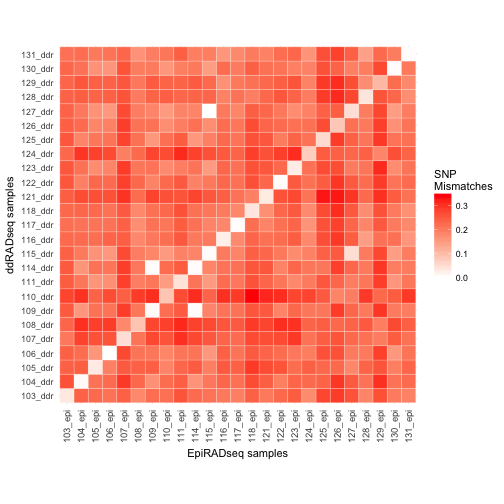 131_ddr
130_ddr
129_ddr
128_ddr
127_ddr
126_ddr
125_ddr
124_ddr
123_ddr
122_ddr
121_ddr
118_ddr
117_ddr
116_ddr
115_ddr
114_ddr
111_ddr
110_ddr
109_ddr
108_ddr
107_ddr
106_ddr
105_ddr
104_ddr
103_ddr
ddRADseq samples
103_epi
104_epi
105_epi
106_epi
107_epi
108_epi
109_epi
110_epi
111_epi
114_epi
115_epi
116_epi
117_epi
118_epi
121_epi
122_epi
123_epi
124_epi
125_epi
126_epi
127_epi
128_epi
129_epi
130_epi
131_epi
EpiRADseq samples
SNP
Mismatches
0.3
0.2
0.1
0.0